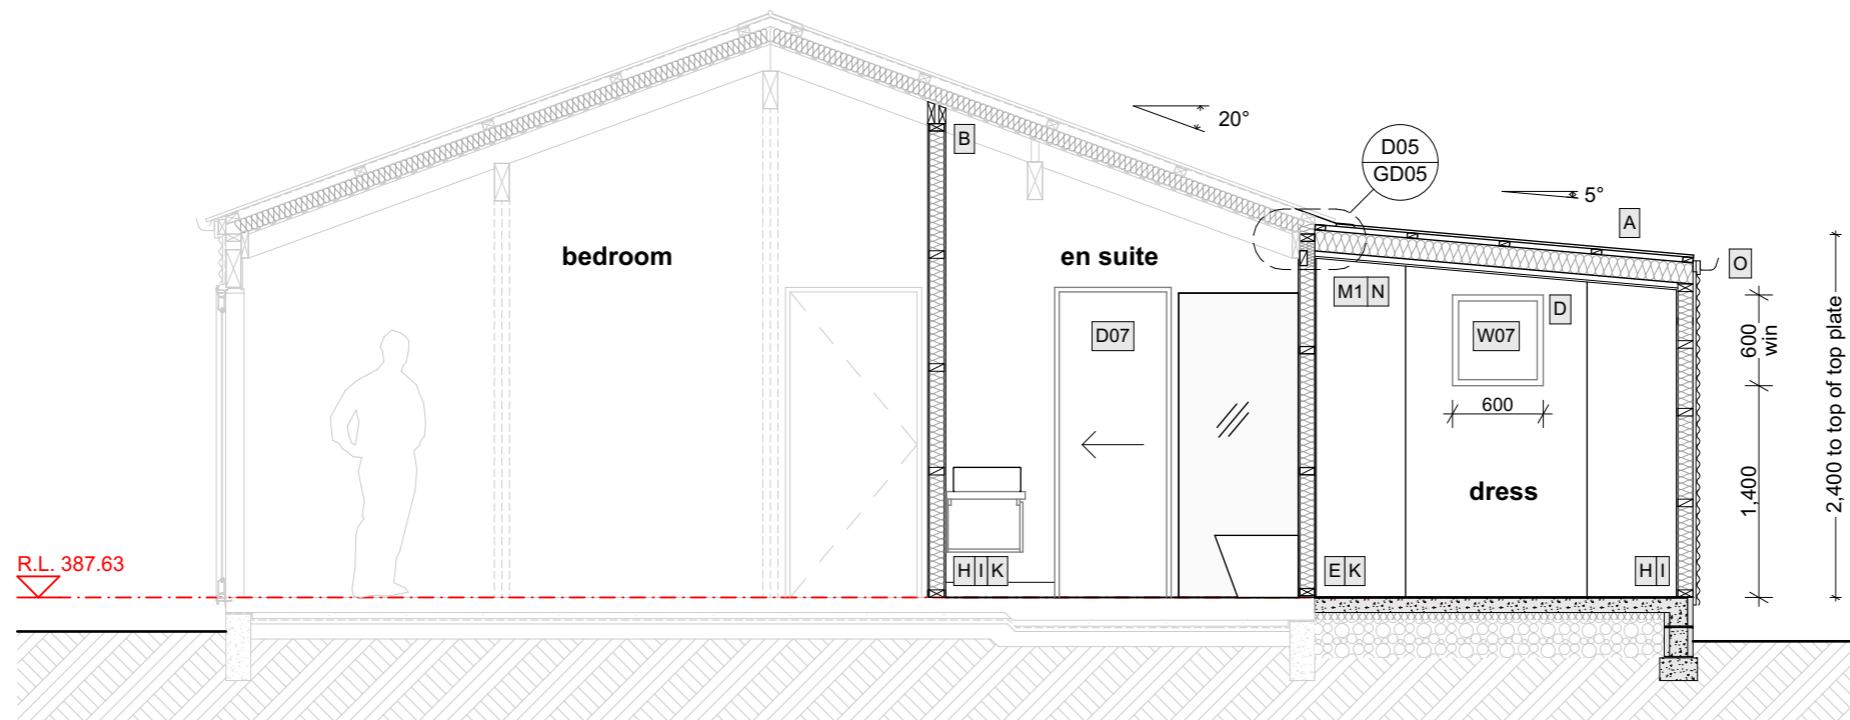 20°
B
D05
GD05
5°
A
bedroom
en suite
O
M1 N
D
D07
W07
600
win
600
2,400 to top of top plate
dress
1,400
R.L. 387.63
H I K
E K
H I